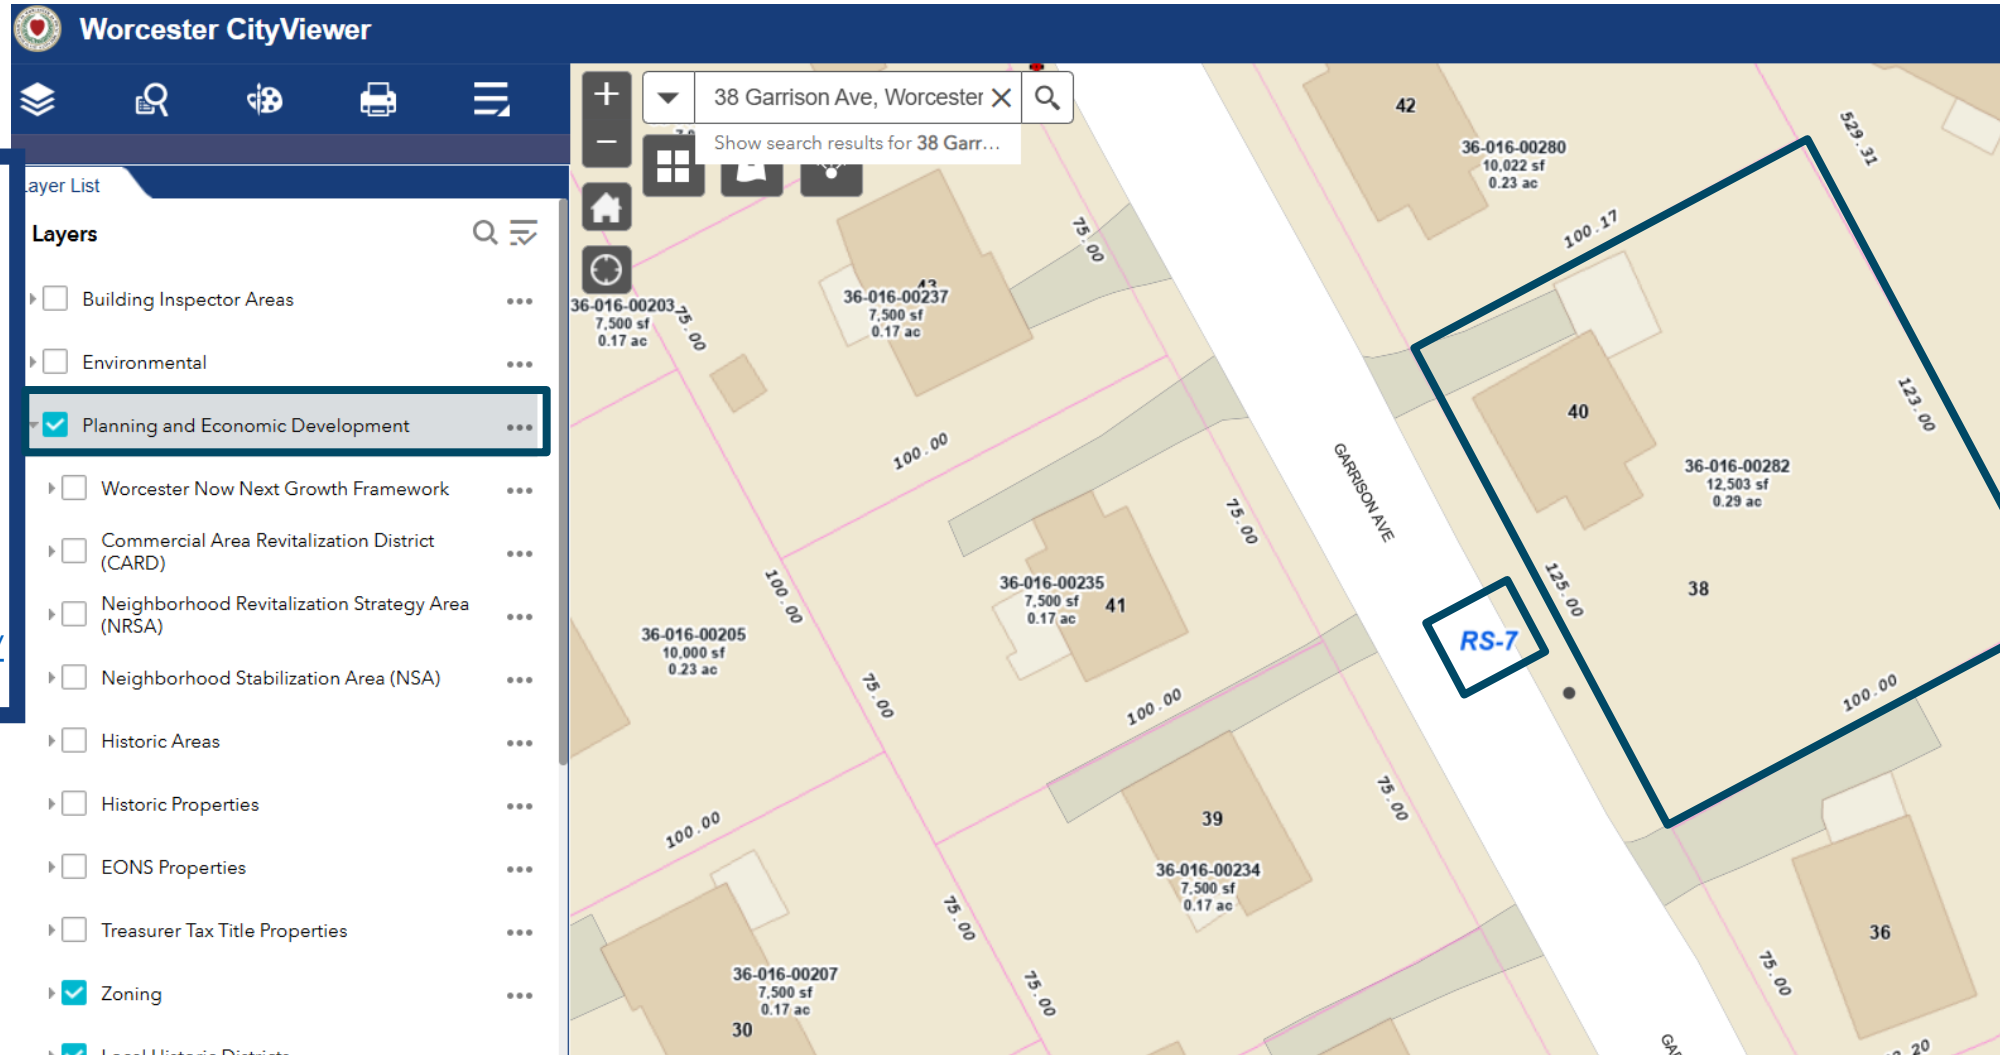 Worcester CityViewer
38 Garrison Ave, Worcester
Show search results for 38 Garr...
Layer List
Layers
Building Inspector Areas
Environmental
Planning and Economic Development
Worcester Now Next Growth Framework
Commercial Area Revitalization District
(CARD)
Neighborhood Revitalization Strategy Area
(NRSA)
Neighborhood Stabilization Area (NSA)
Historic Areas
Historic Properties
EONS Properties
Treasurer Tax Title Properties
Zoning
Local Historic Districts
42
36-016-00280
10,022 sf
0.23 ac
529.31
100.17
75.00
43
36-016-00237
7,500 sf
0.17 ac
36-016-00203
7,500 sf
0.17 ac
75.00
123.00
40
36-016-00282
12,503 sf
0.29 ac
100.00
GARRISON AVE
75.00
125.00
38
100.00
36-016-00235
7,500 sf
0.17 ac
41
RS-7
36-016-00205
10,000 sf
0.23 ac
75.00
100.00
100.00
75.00
39
100.00
36-016-00234
7,500 sf
0.17 ac
75.00
36
75.00
36-016-00207
7,500 sf
0.17 ac
30
75.00